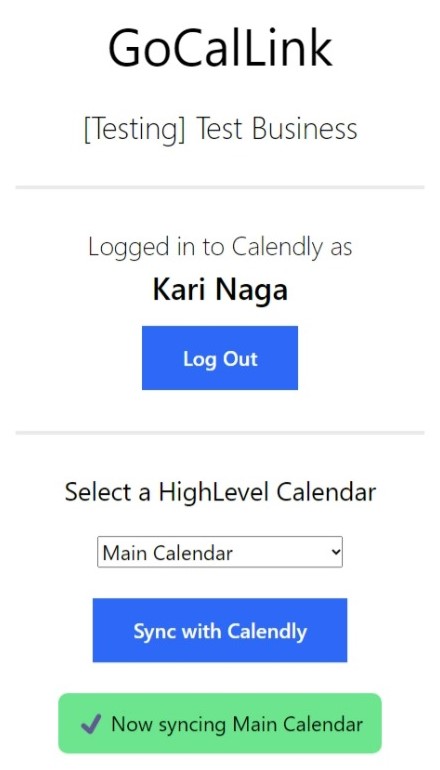 GoCalLink
[Testing] Test Business
Logged in to Calendly as
Kari Naga
Log Out
Select a HighLevel Calendar
Main Calendar
Sync with Calendly
✔ Now syncing Main Calendar